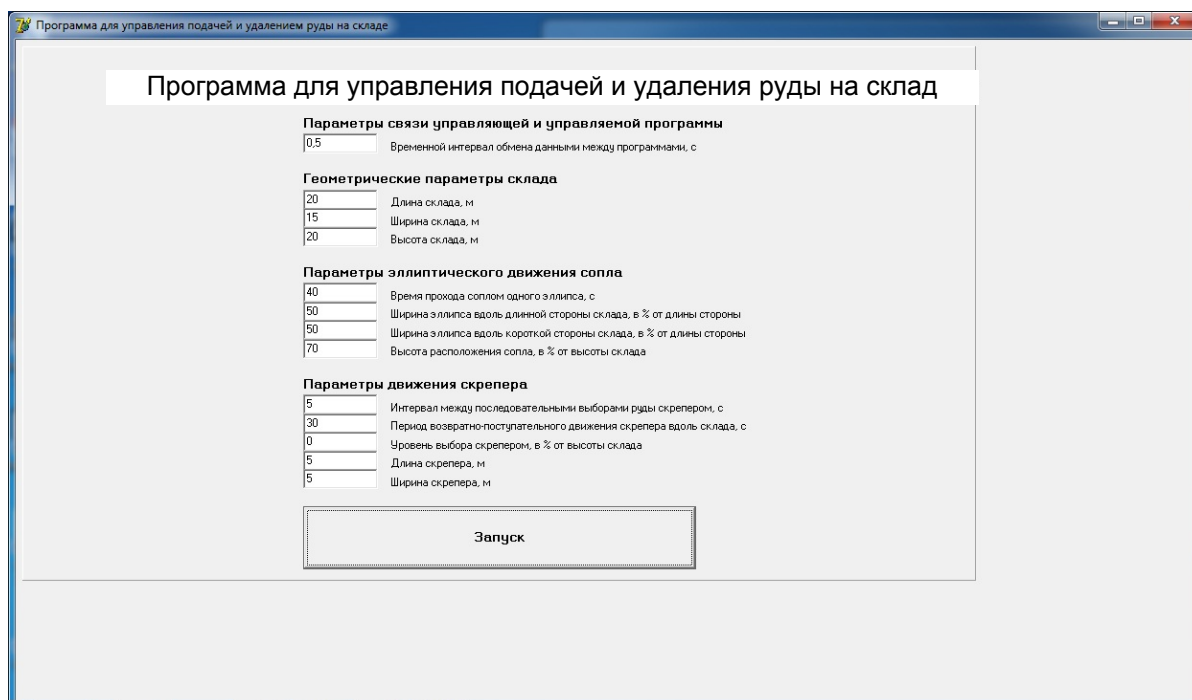 Программа для управления подачей и удалением руды на складе
Программа для управления подачей и удаления руды на склад
Параметры связи управляющей и управляемой программы
0,5 Временной интервал обмена данными между программами, с
Геометрические параметры склада
20 Длина склада, м
15 Ширина склада, м
20 Высота склада, м
Параметры эллиптического движения сопла
40 Время прохода соплом одного эллипса, с
50 Ширина эллипса вдоль длинной стороны склада, в % от длины стороны
50 Ширина эллипса вдоль короткой стороны склада, в % от длины стороны
70 Высота расположения сопла, в % от высоты склада
Параметры движения скрепера
5 Интервал между последовательными выборами руды скрепером, с
30 Период возвратно-поступательного движения скрепера вдоль склада, с
0 Уровень выбора скрепером, в % от высоты склада
5 Длина скрепера, м
5 Ширина скрепера, м
Запуск